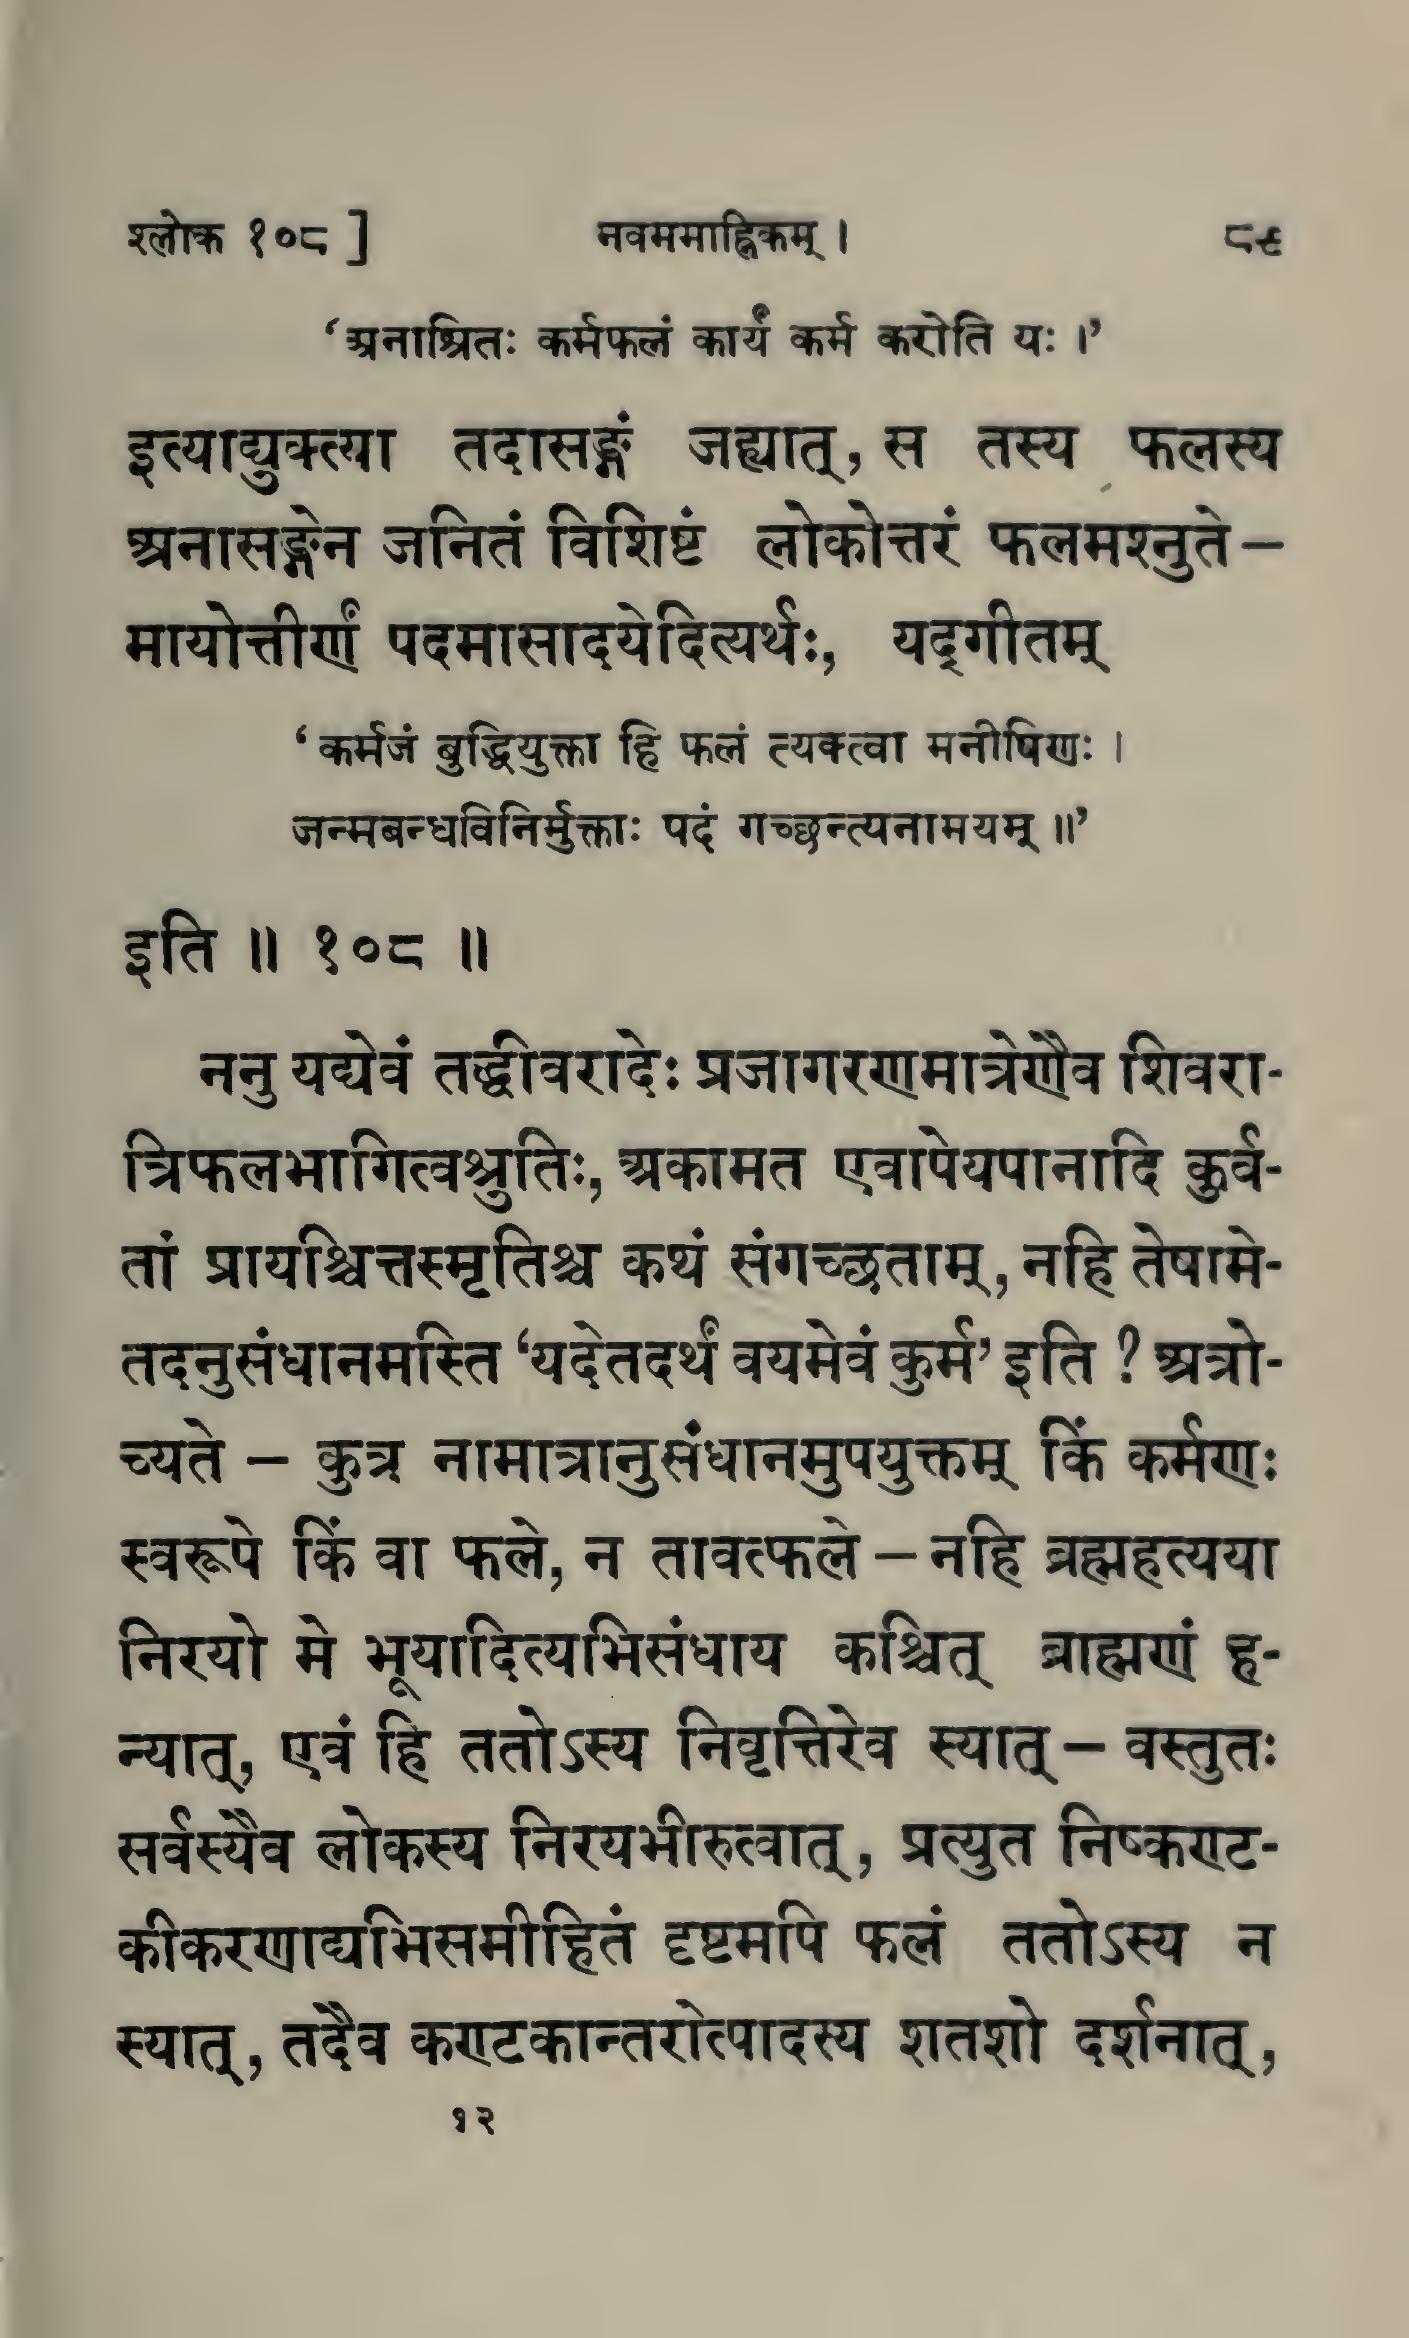 श्लोक १०८ ] नवममाह्निकम् । ८९
‘अनाश्रितः कर्मफलं कार्यं कर्म करोति यः ।’
इत्याद्युक्त्या तदासङ्गं जह्यात्, स तस्य फलस्य
अनासङ्गेन जनितं विशिष्टं लोकोत्तरं फलमश्नुते –
मायोत्तीर्णं पदमासादयेदित्यर्थः, यद्गीतम्
‘कर्मजं बुद्धियुक्ता हि फलं त्यक्त्वा मनीषिणः ।
जन्मबन्धविनिर्मुक्ताः पदं गच्छन्त्यनामयम् ॥’
इति ॥ १०८ ॥
ननु यद्येवं तद्धीवरादेः प्रजागरणमात्रेणैव शिवरा-
त्रिफलभागित्वश्रुतिः, अकामत एवापेयपानादि कुर्व-
तां प्रायश्चित्तस्मृतिश्च कथं संगच्छताम्, नहि तेषामे-
तदनुसंधानमस्ति ‘यदेतदर्थं वयमेवं कुर्म’ इति ? अत्रो-
च्यते – कुत्र नामात्रानुसंधानमुपयुक्तम् किं कर्मणः
स्वरूपे किं वा फले, न तावत्फले – नहि ब्रह्महत्यया
निरयो मे भूयादित्यभिसंधाय कश्चित् ब्राह्मणं ह-
न्यात्, एवं हि ततोऽस्य निवृत्तिरेव स्यात् – वस्तुतः
सर्वस्यैव लोकस्य निरयभीरुत्वात्, प्रत्युत निष्कण्ट-
कीकरणाद्यभिसमीहितं दृष्टमपि फलं ततोऽस्य न
स्यात्, तदैव कण्टकान्तरोत्पादस्य शतशो दर्शनात्,
१२